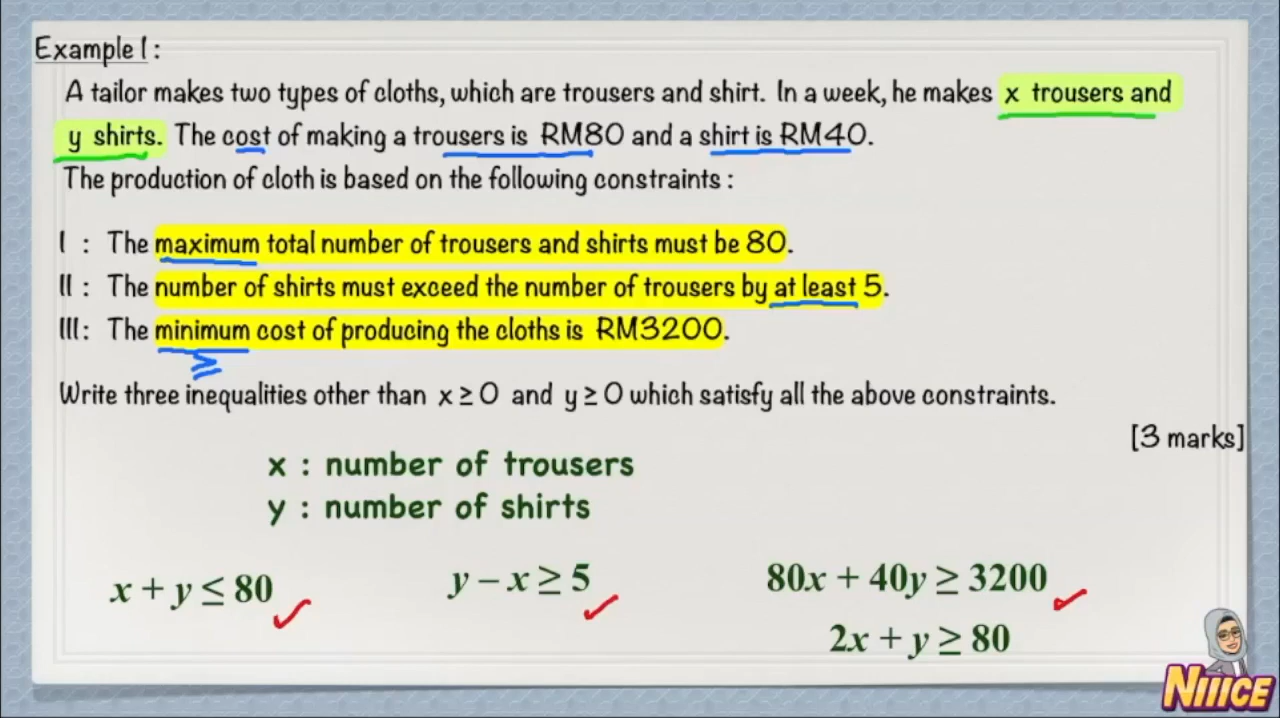 Example 1 :
A tailor makes two types of cloths, which are trousers and shirt. In a week, he makes x trousers and
y shirts. The cost of making a trousers is RM80 and a shirt is RM40.
The production of cloth is based on the following constraints :
I : The maximum total number of trousers and shirts must be 80.
II : The number of shirts must exceed the number of trousers by at least 5.
III: The minimum cost of producing the cloths is RM3200.
≥
Write three inequalities other than x ≥ 0 and y ≥ 0 which satisfy all the above constraints.
[3 marks]
x : number of trousers
y : number of shirts
x + y ≤ 80 y – x ≥ 5 80x + 40y ≥ 3200
2x + y ≥ 80
NIIICE